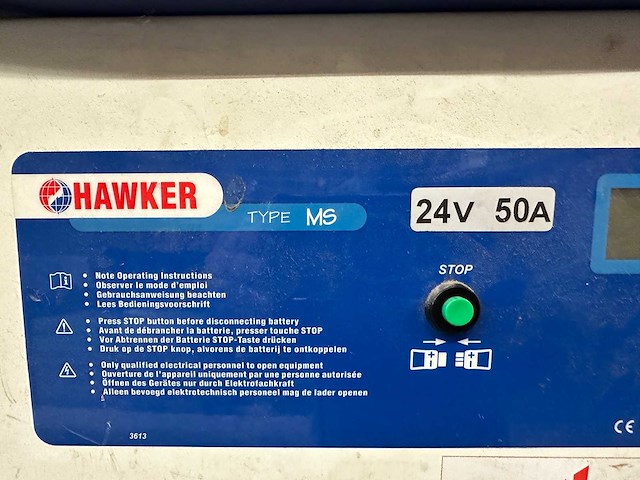 HAWKER
TYPE MS
24V 50A
STOP
• Note Operating Instructions
• Observer le mode d'emploi
• Gebrauchsanweisung beachten
• Lees Bedieningsvoorschrift
• Press STOP button before disconnecting battery
• Avant de débrancher la batterie, presser touche STOP
• Vor Abtrennen der Batterie STOP-Taste drücken
• Druk op de STOP knop, alvorens de batterij te ontkoppelen
• Only qualified electrical personnel to open equipment
• Ouverture de l'appareil uniquement par une personne autorisée
• Öffnen des Gerätes nur durch Elektrofachkraft
• Alleen bevoegd elektrotechnisch personeel mag de lader openen
3613
CE